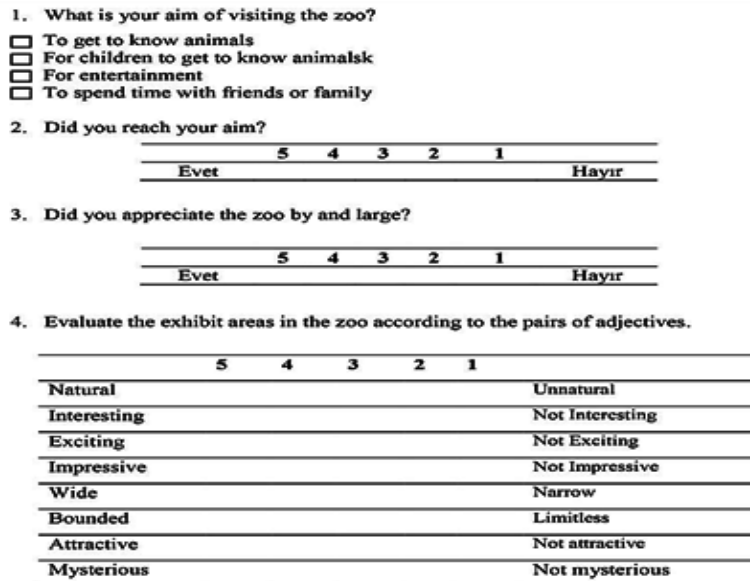 1. What is your aim of visiting the zoo?
To get to know animals
For children to get to know animalsk
For entertainment
To spend time with friends or family
2. Did you reach your aim?
5 4 3 2 1
Evet Hayır
3. Did you appreciate the zoo by and large?
5 4 3 2 1
Evet Hayır
4. Evaluate the exhibit areas in the zoo according to the pairs of adjectives.
5 4 3 2 1
Natural Unnatural
Interesting Not Interesting
Exciting Not Exciting
Impressive Not Impressive
Wide Narrow
Bounded Limitless
Attractive Not attractive
Mysterious Not mysterious